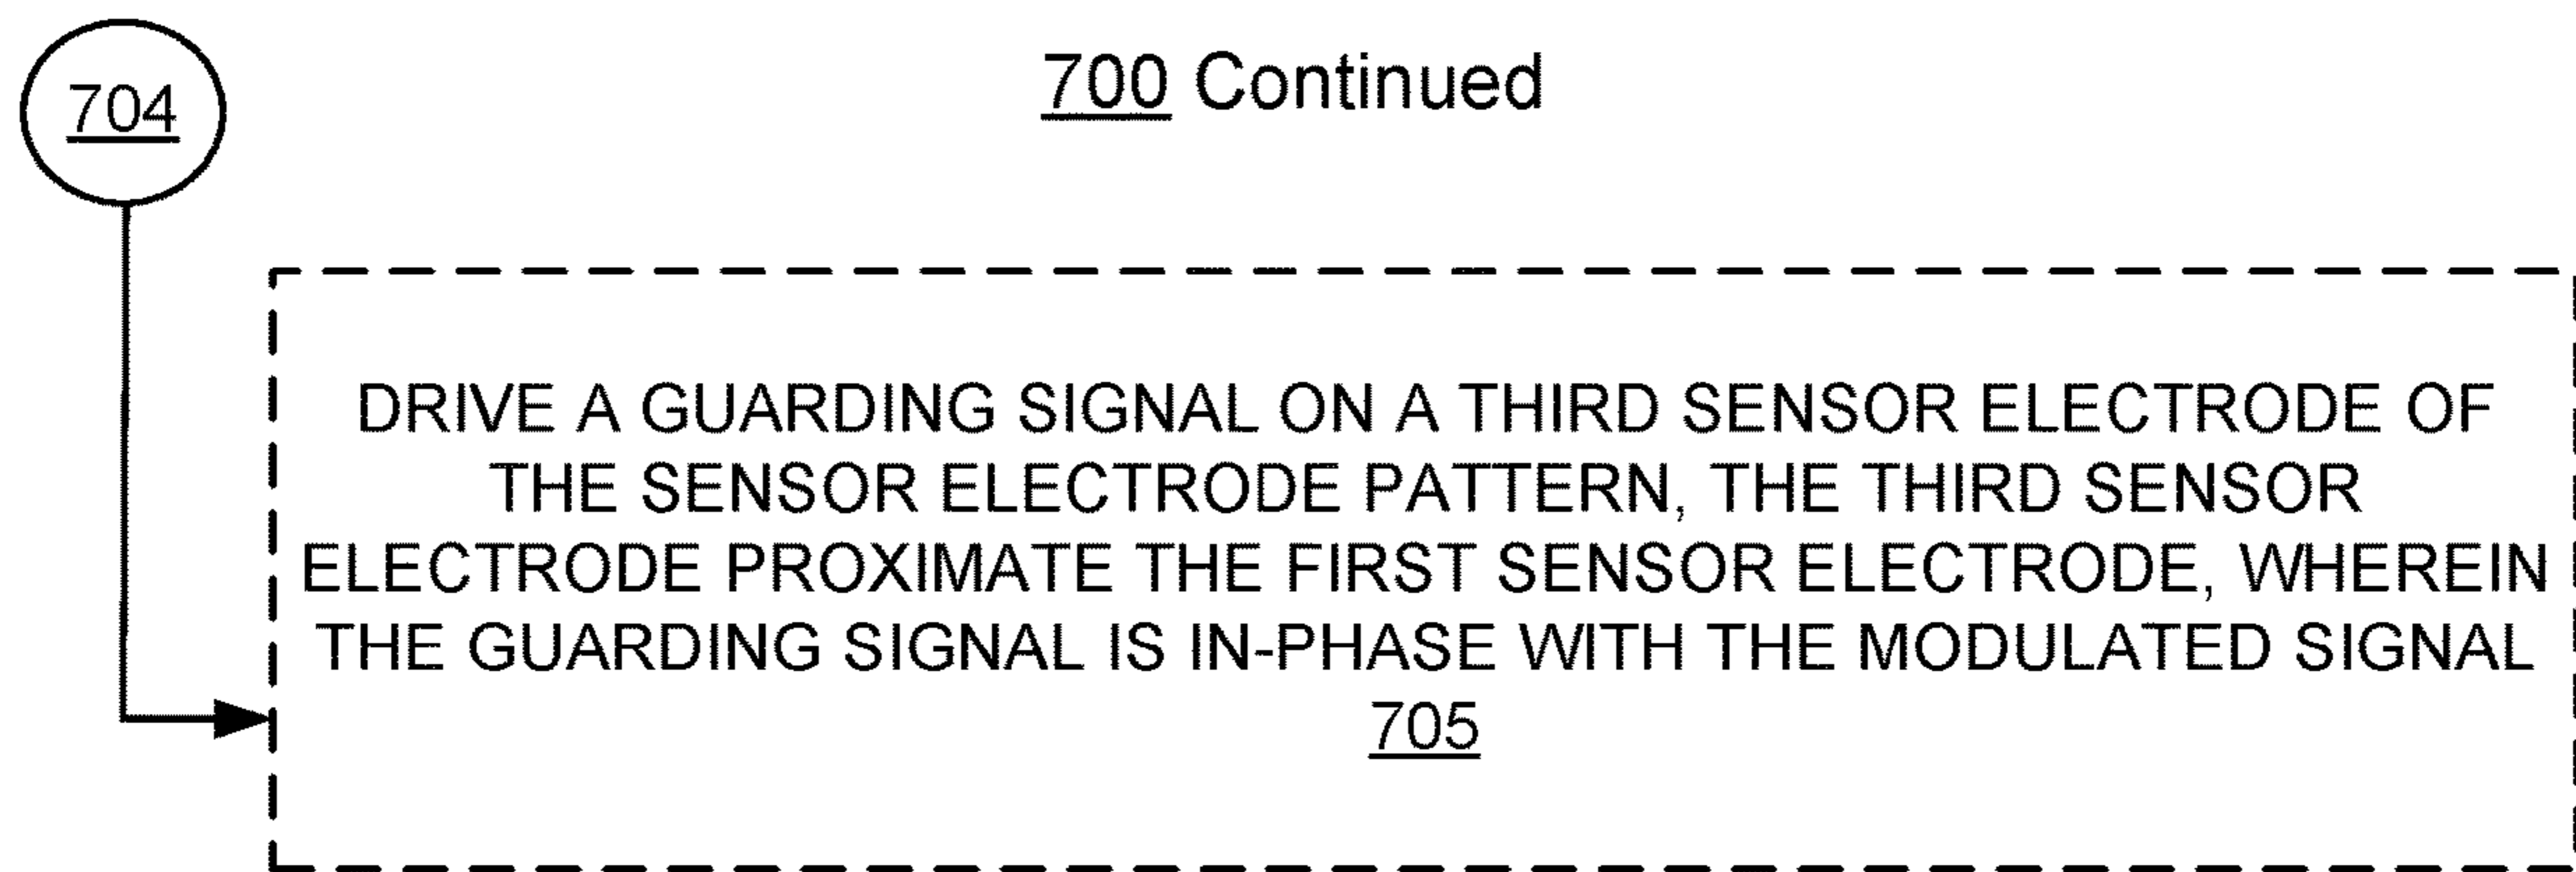 704
700 Continued
DRIVE A GUARDING SIGNAL ON A THIRD SENSOR ELECTRODE OF
THE SENSOR ELECTRODE PATTERN, THE THIRD SENSOR
ELECTRODE PROXIMATE THE FIRST SENSOR ELECTRODE, WHEREIN
THE GUARDING SIGNAL IS IN-PHASE WITH THE MODULATED SIGNAL
705